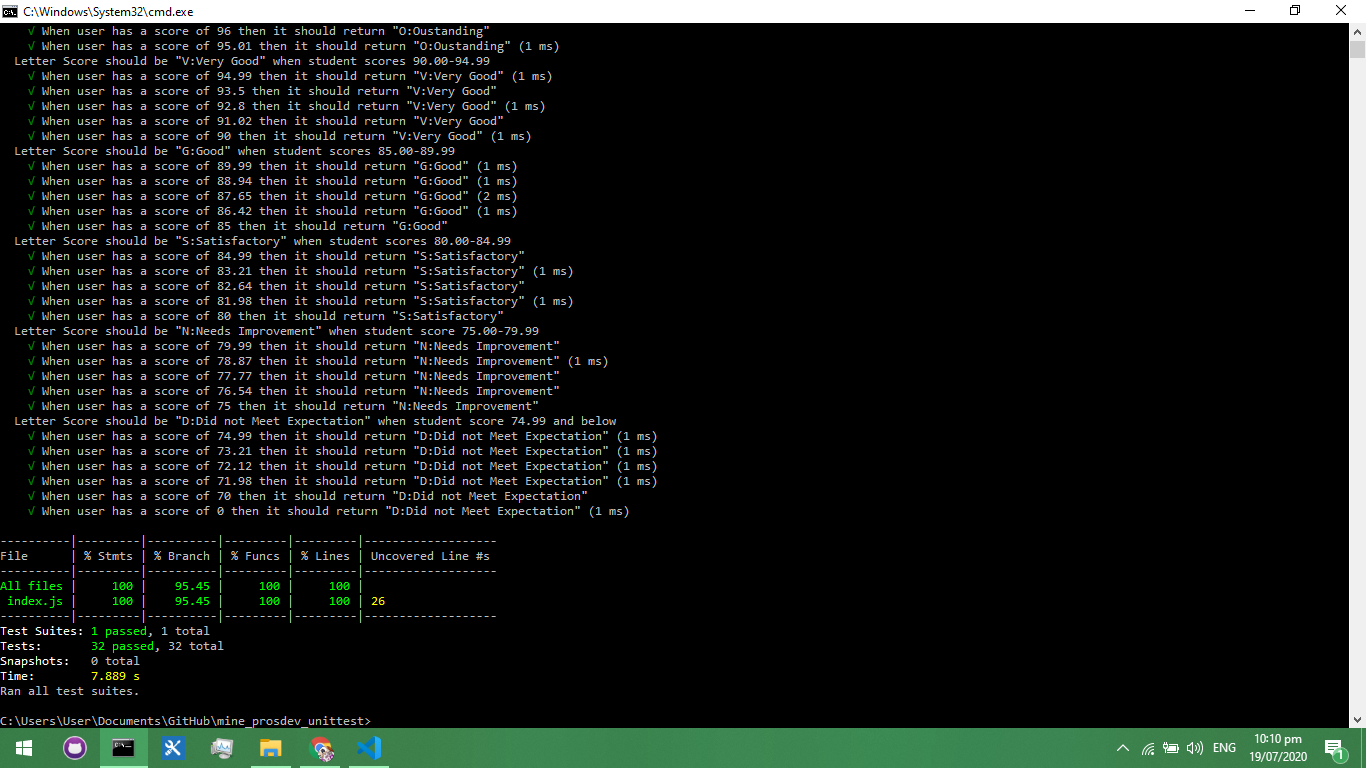 C:\Windows\System32\cmd.exe
√ When user has a score of 96 then it should return "O:Oustanding"
√ When user has a score of 95.01 then it should return "O:Oustanding" (1 ms)
Letter Score should be "V:Very Good" when student scores 90.00-94.99
√ When user has a score of 94.99 then it should return "V:Very Good" (1 ms)
√ When user has a score of 93.5 then it should return "V:Very Good"
√ When user has a score of 92.8 then it should return "V:Very Good" (1 ms)
√ When user has a score of 91.02 then it should return "V:Very Good"
√ When user has a score of 90 then it should return "V:Very Good" (1 ms)
Letter Score should be "G:Good" when student scores 85.00-89.99
√ When user has a score of 89.99 then it should return "G:Good" (1 ms)
√ When user has a score of 88.94 then it should return "G:Good" (1 ms)
√ When user has a score of 87.65 then it should return "G:Good" (2 ms)
√ When user has a score of 86.42 then it should return "G:Good" (1 ms)
√ When user has a score of 85 then it should return "G:Good"
Letter Score should be "S:Satisfactory" when student scores 80.00-84.99
√ When user has a score of 84.99 then it should return "S:Satisfactory"
√ When user has a score of 83.21 then it should return "S:Satisfactory" (1 ms)
√ When user has a score of 82.64 then it should return "S:Satisfactory"
√ When user has a score of 81.98 then it should return "S:Satisfactory" (1 ms)
√ When user has a score of 80 then it should return "S:Satisfactory"
Letter Score should be "N:Needs Improvement" when student score 75.00-79.99
√ When user has a score of 79.99 then it should return "N:Needs Improvement"
√ When user has a score of 78.87 then it should return "N:Needs Improvement" (1 ms)
√ When user has a score of 77.77 then it should return "N:Needs Improvement"
√ When user has a score of 76.54 then it should return "N:Needs Improvement"
√ When user has a score of 75 then it should return "N:Needs Improvement"
Letter Score should be "D:Did not Meet Expectation" when student score 74.99 and below
√ When user has a score of 74.99 then it should return "D:Did not Meet Expectation" (1 ms)
√ When user has a score of 73.21 then it should return "D:Did not Meet Expectation" (1 ms)
√ When user has a score of 72.12 then it should return "D:Did not Meet Expectation" (1 ms)
√ When user has a score of 71.98 then it should return "D:Did not Meet Expectation" (1 ms)
√ When user has a score of 70 then it should return "D:Did not Meet Expectation"
√ When user has a score of 0 then it should return "D:Did not Meet Expectation" (1 ms)
----------|---------|----------|---------|---------|-------------------
File      | % Stmts | % Branch | % Funcs | % Lines | Uncovered Line #s
----------|---------|----------|---------|---------|-------------------
All files |     100 |    95.45 |     100 |     100 |
 index.js |     100 |    95.45 |     100 |     100 | 26
----------|---------|----------|---------|---------|-------------------
Test Suites: 1 passed, 1 total
Tests:       32 passed, 32 total
Snapshots:   0 total
Time:        7.889 s
Ran all test suites.
C:\Users\User\Documents\GitHub\mine_prosdev_unittest>
ENG
10:10 pm
19/07/2020
1